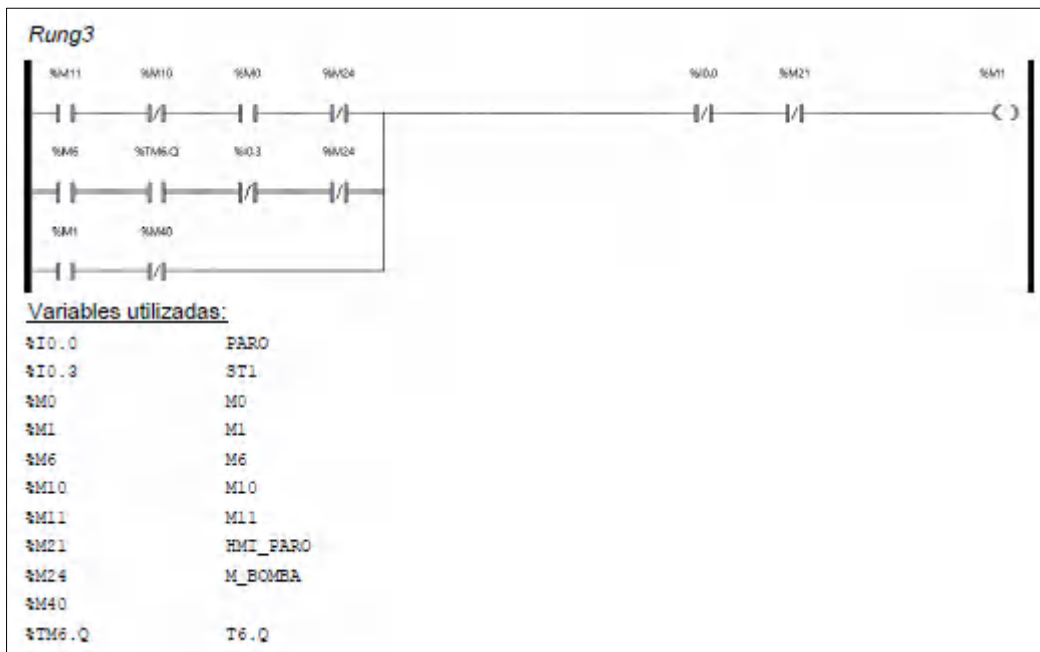 Rung3
%M11 %M10 %M0 %M24 %I0.0 %M21 %M1
%M6 %TM6.Q %I0.3 %M24
%M1 %M40
Variables utilizadas:
%I0.0 PARO
%I0.3 ST1
%M0 M0
%M1 M1
%M6 M6
%M10 M10
%M11 M11
%M21 HMI_PARO
%M24 M_BOMBA
%M40
%TM6.Q T6.Q